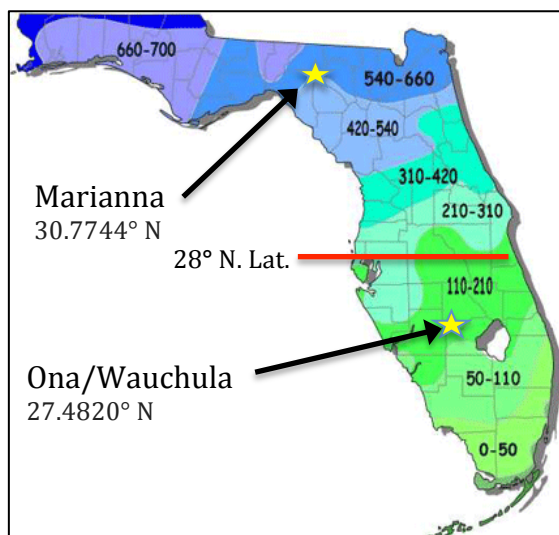 660-700
540-660
420-540
310-420
Marianna
30.7744° N
210-310
28° N. Lat.
110-210
Ona/Wauchula
27.4820° N
50-110
0-50